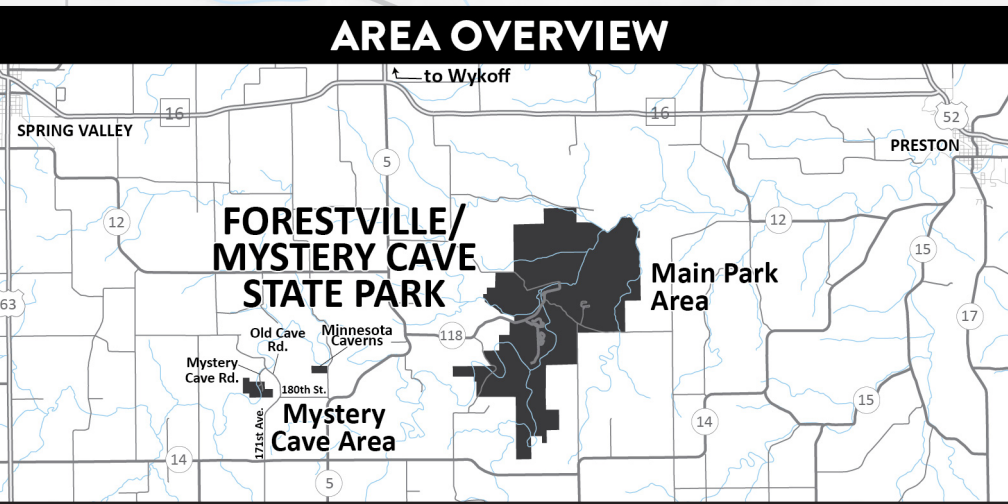 AREA OVERVIEW
to Wykoff
16
16
52
SPRING VALLEY
PRESTON
5
12
FORESTVILLE/
MYSTERY CAVE
STATE PARK
12
15
Main Park
Area
63
17
Old Cave
Rd.
Minnesota
Caverns
118
Mystery
Cave Rd.
180th St.
171st Ave.
Mystery
Cave Area
15
14
14
5